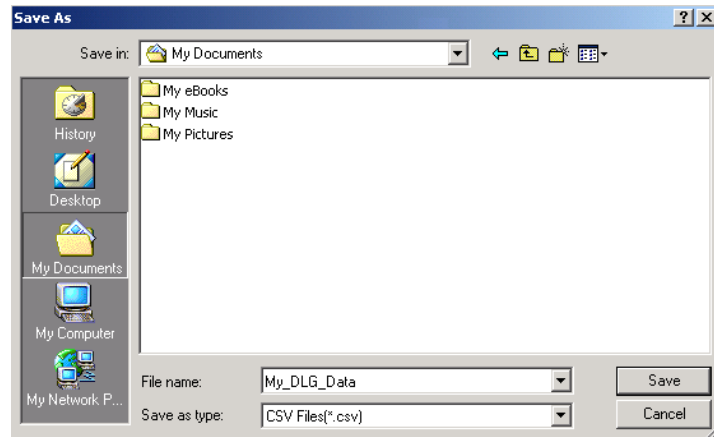 Save As
Save in: My Documents
History
Desktop
My Documents
My Computer
My Network P...
My eBooks
My Music
My Pictures
File name: My_DLG_Data Save
Save as type: CSV Files(*.csv) Cancel